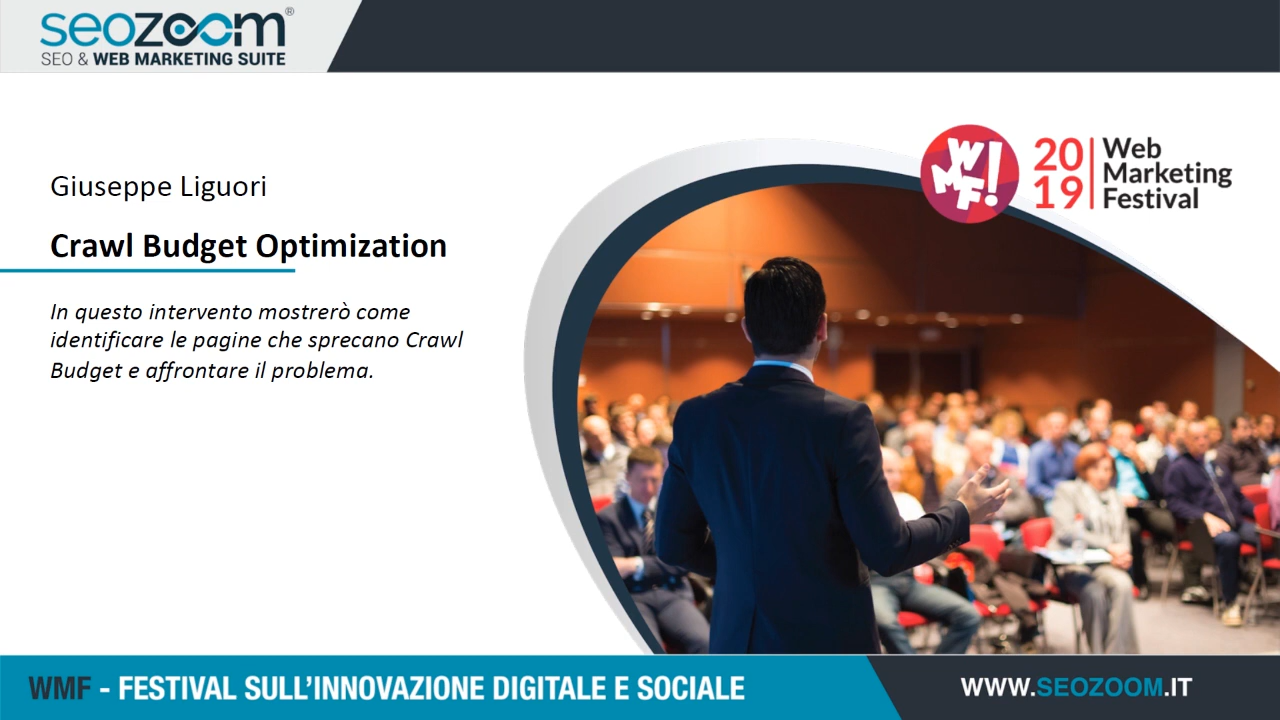 seozoom®
SEO & WEB MARKETING SUITE
WMF!
20
19
Web
Marketing
Festival
Giuseppe Liguori
Crawl Budget Optimization
In questo intervento mostrerò come
identificare le pagine che sprecano Crawl
Budget e affrontare il problema.
WMF - FESTIVAL SULL'INNOVAZIONE DIGITALE E SOCIALE
WWW.SEOZOOM.IT